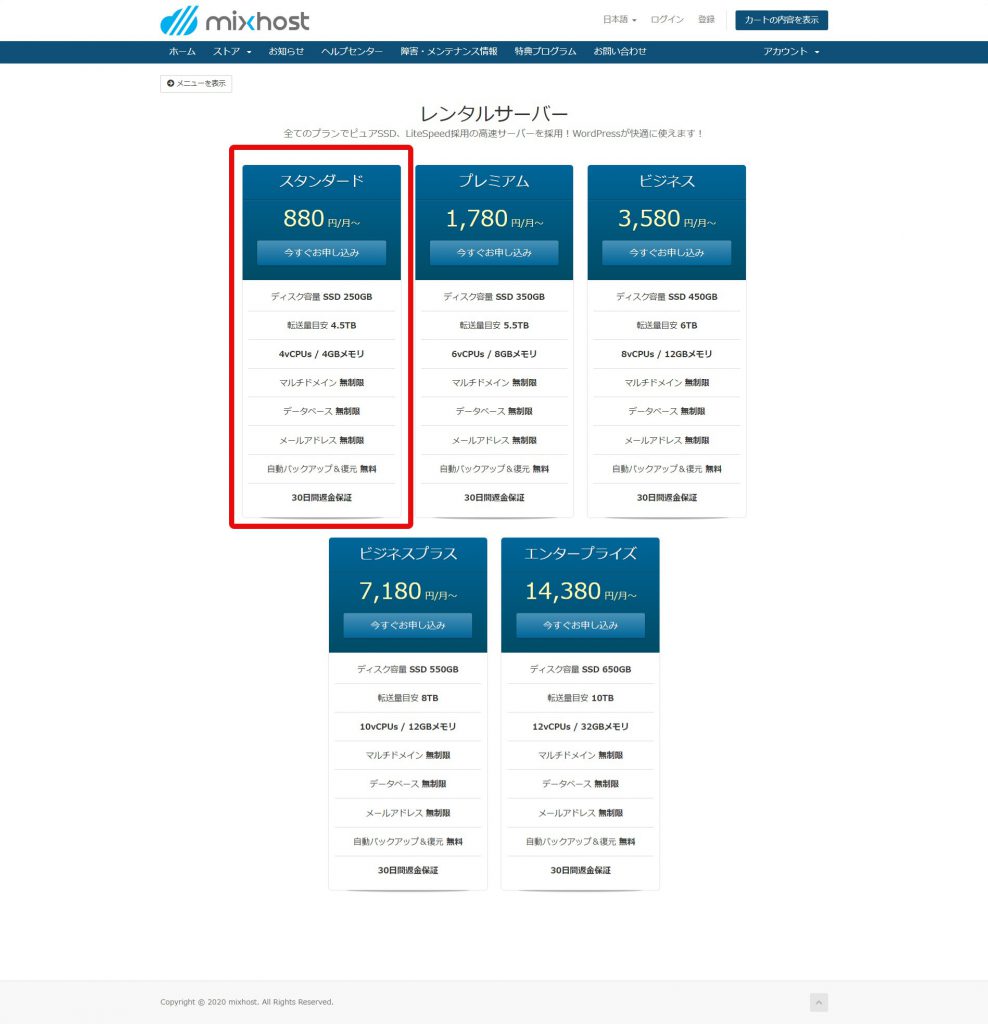 mixhost
日本語 ログイン 登録 カートの内容を表示
ホーム ストア お知らせ ヘルプセンター 障害・メンテナンス情報 特典プログラム お問い合わせ アカウント
メニューを表示
レンタルサーバー
全てのプランでピュアSSD、LiteSpeed採用の高速サーバーを採用！WordPressが快適に使えます！
スタンダード
880 円/月～
今すぐお申し込み
ディスク容量 SSD 250GB
転送量目安 4.5TB
4vCPUs / 4GBメモリ
マルチドメイン 無制限
データベース 無制限
メールアドレス 無制限
自動バックアップ＆復元 無料
30日間返金保証
プレミアム
1,780 円/月～
今すぐお申し込み
ディスク容量 SSD 350GB
転送量目安 5.5TB
6vCPUs / 8GBメモリ
マルチドメイン 無制限
データベース 無制限
メールアドレス 無制限
自動バックアップ＆復元 無料
30日間返金保証
ビジネス
3,580 円/月～
今すぐお申し込み
ディスク容量 SSD 450GB
転送量目安 6TB
8vCPUs / 12GBメモリ
マルチドメイン 無制限
データベース 無制限
メールアドレス 無制限
自動バックアップ＆復元 無料
30日間返金保証
ビジネスプラス
7,180 円/月～
今すぐお申し込み
ディスク容量 SSD 550GB
転送量目安 8TB
10vCPUs / 12GBメモリ
マルチドメイン 無制限
データベース 無制限
メールアドレス 無制限
自動バックアップ＆復元 無料
30日間返金保証
エンタープライズ
14,380 円/月～
今すぐお申し込み
ディスク容量 SSD 650GB
転送量目安 10TB
12vCPUs / 32GBメモリ
マルチドメイン 無制限
データベース 無制限
メールアドレス 無制限
自動バックアップ＆復元 無料
30日間返金保証
Copyright © 2020 mixhost. All Rights Reserved.